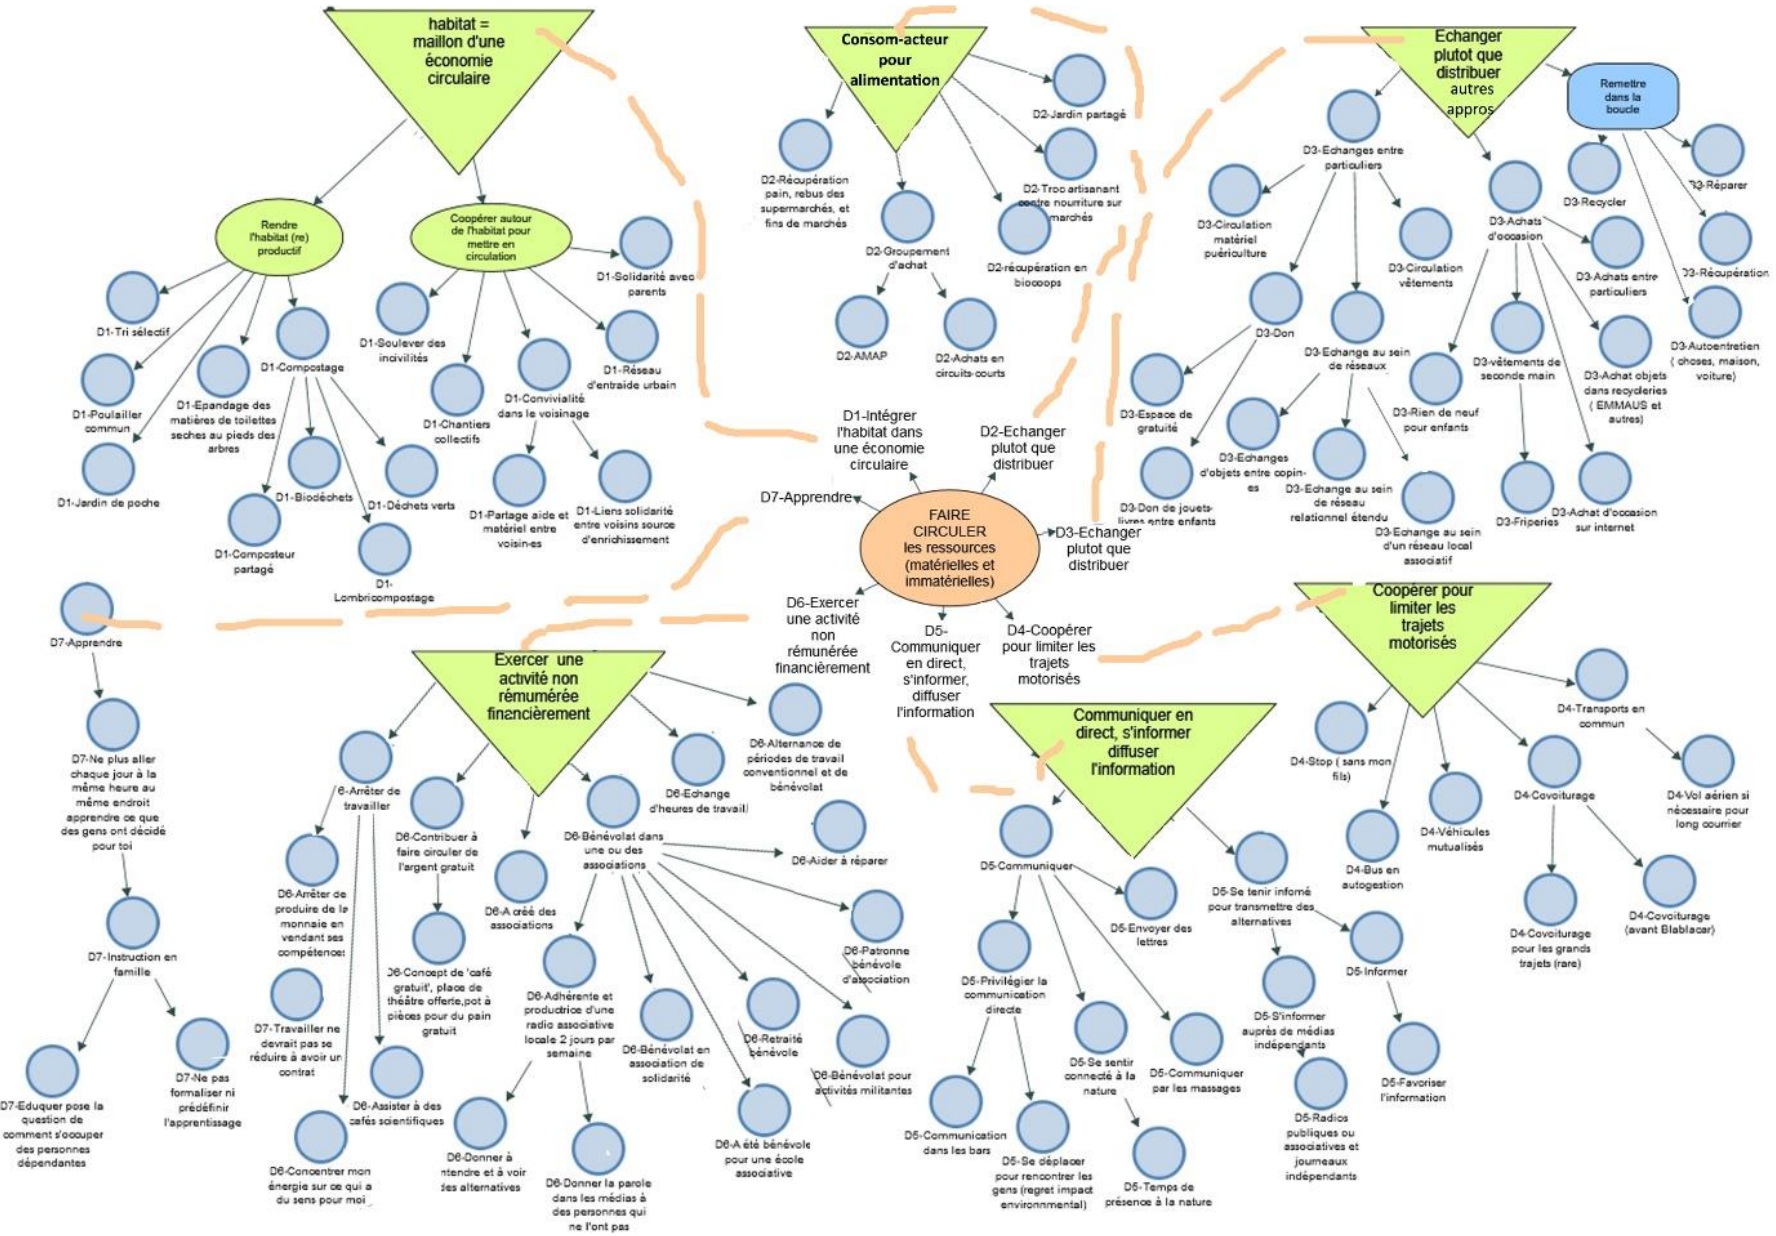 habitat =
maillon d'une
économie
circulaire
Rendre
l'habitat (re)
productif
Coopérer autour
de l'habitat pour
mettre en
circulation
D1-Solidarité avec
parents
D1-Tri sélectif
D1-Soulever des
incivilités
D1-Réseau
d'entraide urbain
D1-Compostage
D1-Poulailler
commun
D1-Epandage des
matières de toilettes
seches au pieds des
arbres
D1-Chantiers
collectifs
D1-Convivialité
dans le voisinage
D1-Jardin de poche
D1-Biodéchets
D1-Déchets verts
D1-Partage aide et
matériel entre
voisin-es
D1-Liens solidarité
entre voisins source
d'enrichissement
D1-Composteur
partagé
D1-
Lombricompostage
Consom-acteur
pour
alimentation
D2-Jardin partagé
D2-Récupération
pain, rebus des
supermarchés, et
fins de marchés
D2-Troc artisanant
contre nourriture sur
marchés
D2-Groupement
d'achat
D2-récupération en
biocoops
D2-AMAP
D2-Achats en
circuits-courts
Echanger
plutot que
distribuer
autres
appros
Remettre
dans la
boucle
D3-Echanges entre
particuliers
D3-Réparer
D3-Recycler
D3-Circulation
matériel
puériculture
D3-Achats
d'occasion
D3-Circulation
vêtements
D3-Achats entre
particuliers
D3-Récupération
D3-Don
D3-Echange au sein
de réseaux
D3-vêtements de
seconde main
D3-Autoentretien
( choses, maison,
voiture)
D3-Achat objets
dans recycleries
( EMMAUS et
autres)
D3-Espace de
gratuité
D3-Rien de neuf
pour enfants
D3-Echanges
d'objets entre copin-
es
D3-Echange au sein
de réseau
relationnel étendu
D3-Don de jouets-
livres entre enfants
D3-Friperies
D3-Achat d'occasion
sur internet
D3-Echange au sein
d'un réseau local
associatif
D1-Intégrer
l'habitat dans
une économie
circulaire
D2-Echanger
plutot que
distribuer
D7-Apprendre
FAIRE
CIRCULER
les ressources
(matérielles et
immatérielles)
D3-Echanger
plutot que
distribuer
D6-Exercer
une activité
non
rémunérée
financièrement
D5-
Communiquer
en direct,
s'informer,
diffuser
l'information
D4-Coopérer
pour limiter les
trajets
motorisés
D7-Apprendre
D7-Ne plus aller
chaque jour à la
même heure au
même endroit
apprendre ce que
des gens ont décidé
pour toi
D7-Instruction en
famille
D7-Eduquer pose la
question de
comment s'occuper
des personnes
dépendantes
D7-Ne pas
formaliser ni
prédéfinir
l'apprentissage
Exercer une
activité non
rémumérée
financièrement
6-Arrêter de
travailler
D6-Contribuer à
faire circuler de
l'argent gratuit
D6-Bénévolat dans
une ou des
associations
D6-Echange
d'heures de travail
D6-Alternance de
périodes de travail
conventionnel et de
bénévolat
D6-Aider à réparer
D6-Arrêter de
produire de la
monnaie en
vendant ses
compétences
D6-A créé des
associations
D6-Patronne
bénévole
d'association
D6-Concept de 'café
gratuit', place de
théâtre offerte,pot à
pièces pour du pain
gratuit
D7-Travailler ne
devrait pas se
réduire à avoir un
contrat
D6-Adhérente et
productrice d'une
radio associative
locale 2 jours par
semaine
D6-Bénévolat en
association de
solidarité
D6-Retraité
bénévole
D6-Bénévolat pour
activités militantes
D6-Assister à des
cafés scientifiques
D6-Concentrer mon
énergie sur ce qui a
du sens pour moi
D6-Donner à
ntendre et à voir
des alternatives
D6-Donner la parole
dans les médias à
des personnes qui
ne l'ont pas
D6-A été bénévole
pour une école
associative
Communiquer en
direct, s'informer
diffuser
l'information
D5-Communiquer
D5-Se tenir infomé
pour transmettre des
alternatives
D5-Envoyer des
lettres
D5-Privilégier la
communication
directe
D5-Informer
D5-S'informer
auprès de médias
indépendants
D5-Se sentir
connecté à la
nature
D5-Communiquer
par les massages
D5-Favoriser
l'information
D5-Communication
dans les bars
D5-Se déplacer
pour rencontrer les
gens (regret impact
environnmental)
D5-Temps de
présence à la nature
D5-Radios
publiques ou
associatives et
journeaux
indépendants
Coopérer pour
limiter les
trajets
motorisés
D4-Transports en
commun
D4-Stop ( sans mon
fils)
D4-Covoiturage
D4-Vol aérien si
nécessaire pour
long courrier
D4-Véhicules
mutualisés
D4-Bus en
autogestion
D4-Covoiturage
pour les grands
trajets (rare)
D4-Covoiturage
(avant Blablacar)